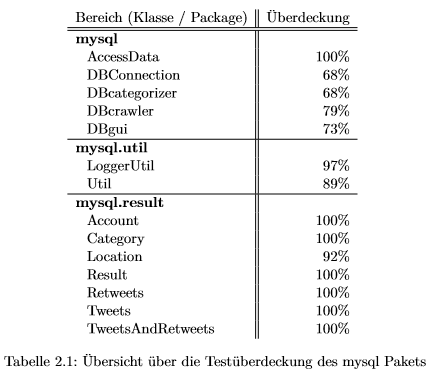 Bereich (Klasse / Package) Überdeckung
mysql
AccessData 100%
DBConnection 68%
DBcategorizer 68%
DBcrawler 79%
DBgui 73%
mysql.util
LoggerUtil 97%
Util 89%
mysql.result
Account 100%
Category 100%
Location 92%
Result 100%
Retweets 100%
Tweets 100%
TweetsAndRetweets 100%
Tabelle 2.1: Übersicht über die Testüberdeckung des mysql Pakets